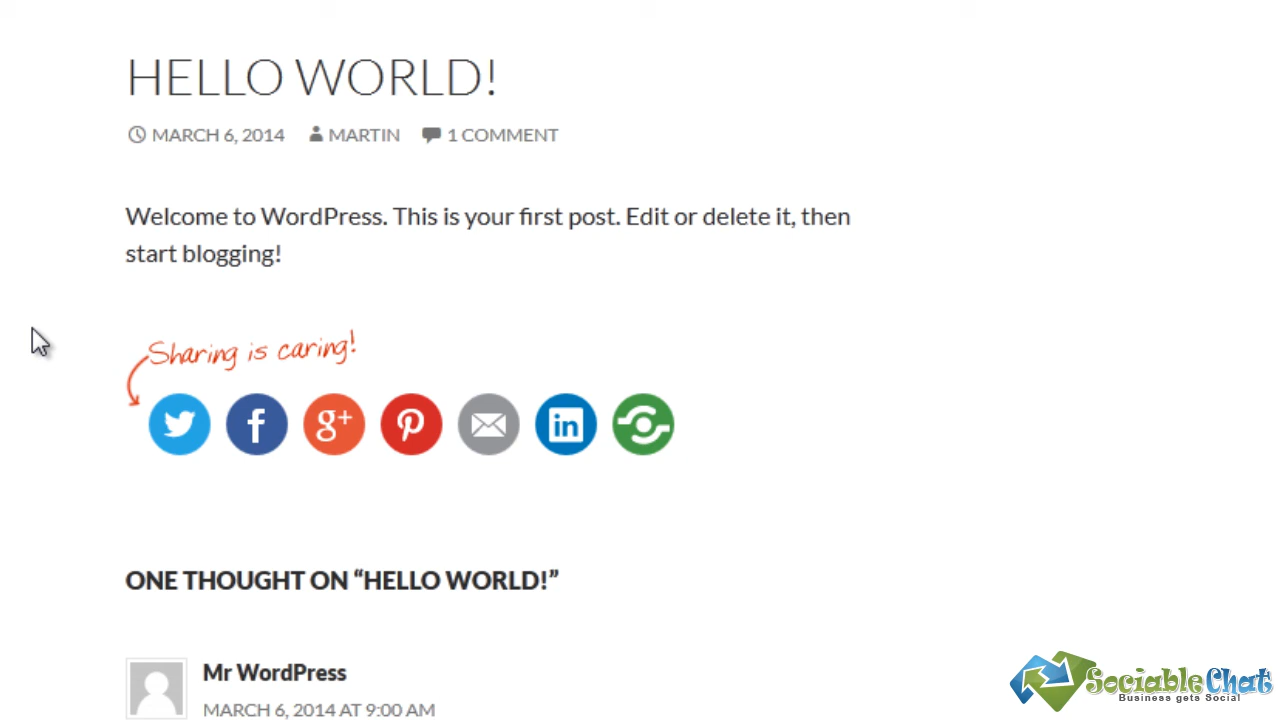 HELLO WORLD!
MARCH 6, 2014 MARTIN 1 COMMENT
Welcome to WordPress. This is your first post. Edit or delete it, then
start blogging!
Sharing is caring!
f g+ in
ONE THOUGHT ON “HELLO WORLD!”
Mr WordPress
MARCH 6, 2014 AT 9:00 AM
SociableChat
Business gets Social